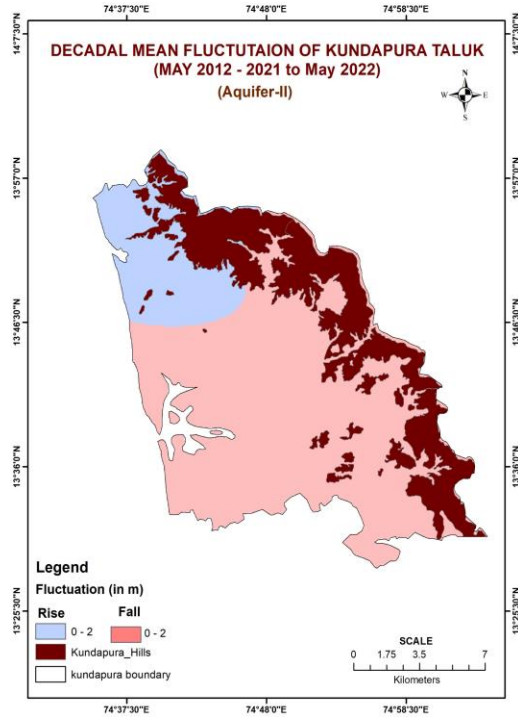 74°37'30"E 74°48'0"E 74°58'30"E
14°7'30"N 14°7'30"N
DECADAL MEAN FLUCTUTAION OF KUNDAPURA TALUK
(MAY 2012 - 2021 to May 2022)
(Aquifer-II)
N
W E
S
13°57'0"N 13°57'0"N
13°46'30"N 13°46'30"N
13°36'0"N 13°36'0"N
13°25'30"N 13°25'30"N
Legend
Fluctuation (in m)
Rise Fall
0 - 2 0 - 2
Kundapura_Hills
kundapura boundary
SCALE
0 1.75 3.5 7
Kilometers
74°37'30"E 74°48'0"E 74°58'30"E